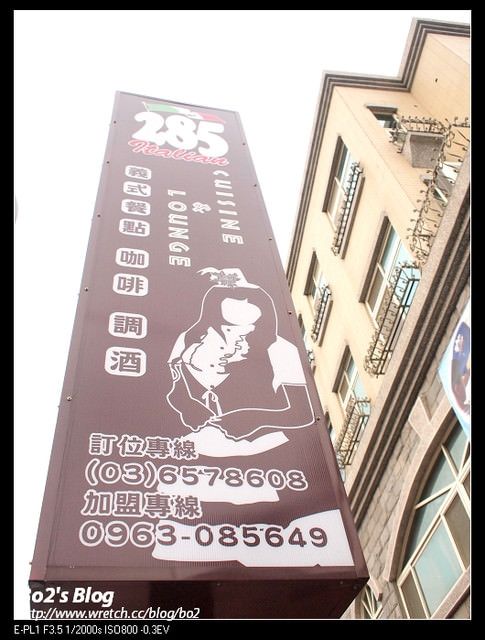 285
Italian
CUISINE
&
LOUNGE
義式餐點 咖啡 調酒
訂位專線
(03)6578608
加盟專線
0963-085649
Bo2's Blog
http://www.wretch.cc/blog/bo2
E-PL1 F3.5 1/2000s ISO800 -0.3EV